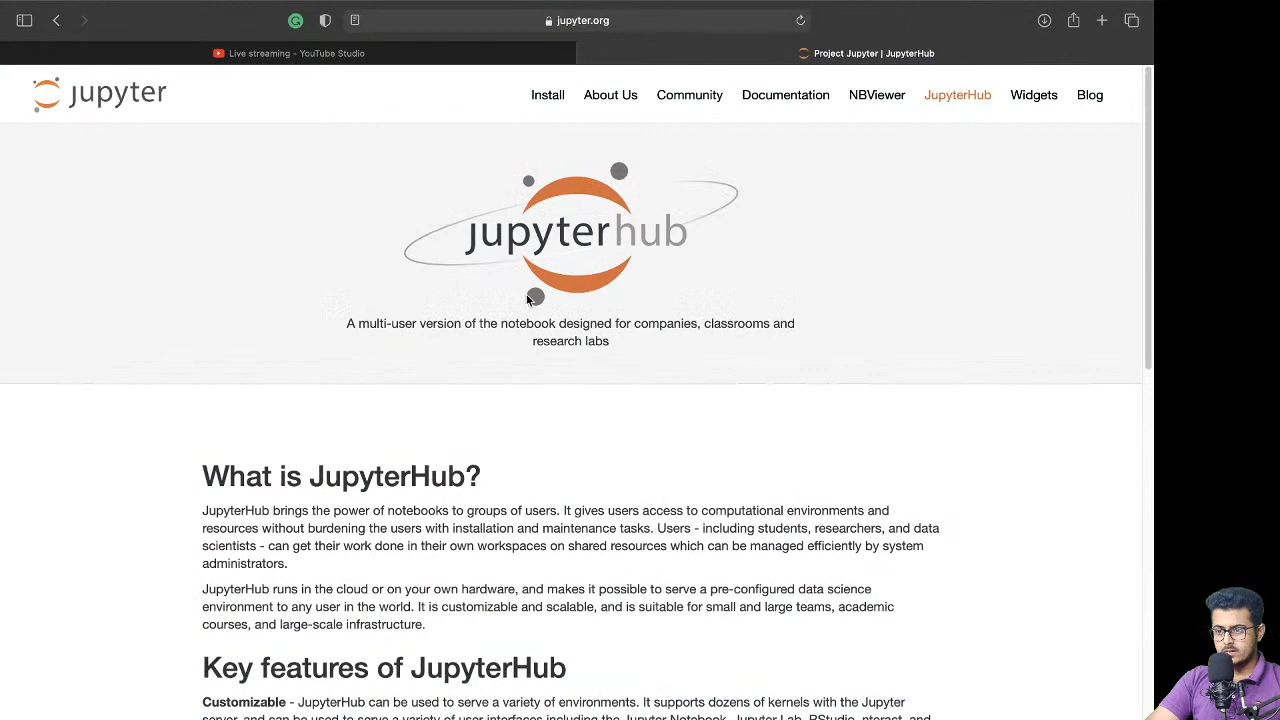 jupyter.org
Live streaming - YouTube Studio
Project Jupyter | JupyterHub
jupyter
Install
About Us
Community
Documentation
NBViewer
JupyterHub
Widgets
Blog
jupyterhub
A multi-user version of the notebook designed for companies, classrooms and
research labs
What is JupyterHub?
JupyterHub brings the power of notebooks to groups of users. It gives users access to computational environments and
resources without burdening the users with installation and maintenance tasks. Users - including students, researchers, and data
scientists - can get their work done in their own workspaces on shared resources which can be managed efficiently by system
administrators.
JupyterHub runs in the cloud or on your own hardware, and makes it possible to serve a pre-configured data science
environment to any user in the world. It is customizable and scalable, and is suitable for small and large teams, academic
courses, and large-scale infrastructure.
Key features of JupyterHub
Customizable - JupyterHub can be used to serve a variety of environments. It supports dozens of kernels with the Jupyter
server, and can be used to serve a variety of user interfaces including the Jupyter Notebook, Jupyter Lab, RStudio, nteract, and